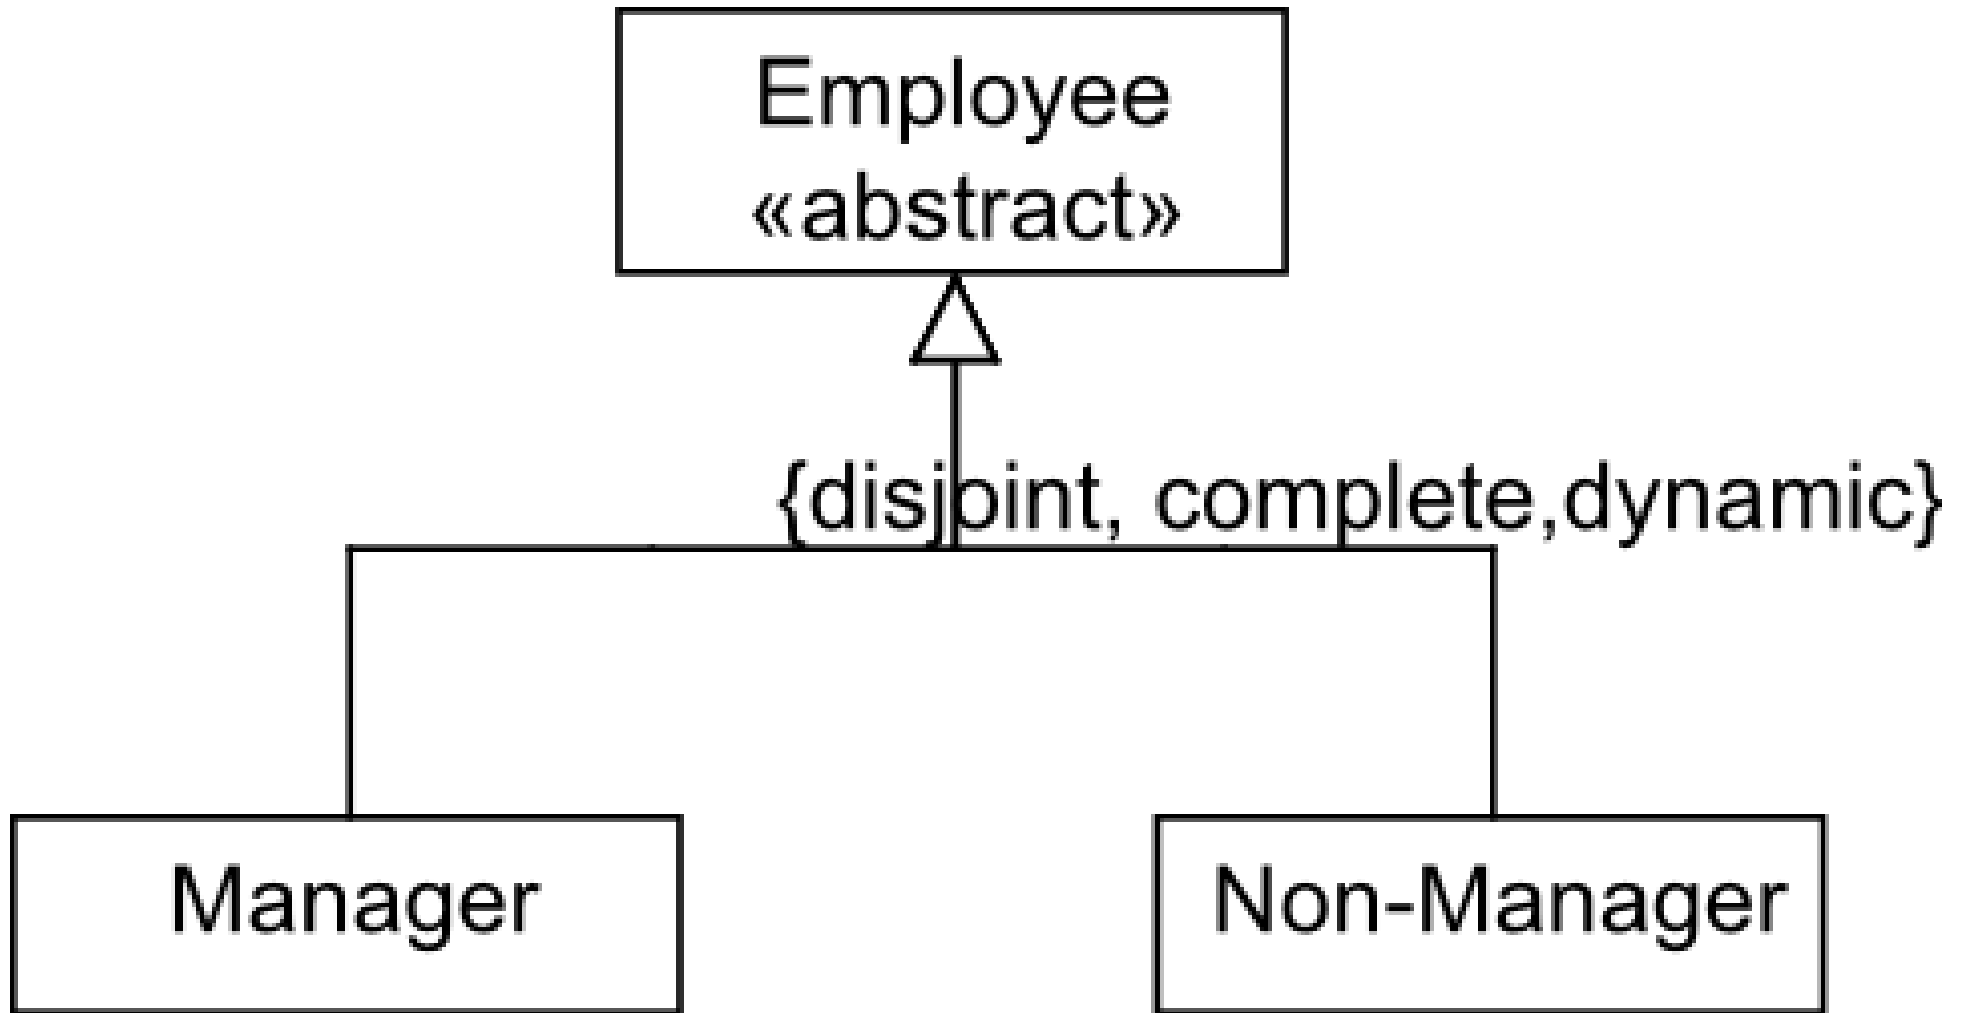 Employee
«abstract»
{disjoint, complete,dynamic}
Manager
Non-Manager